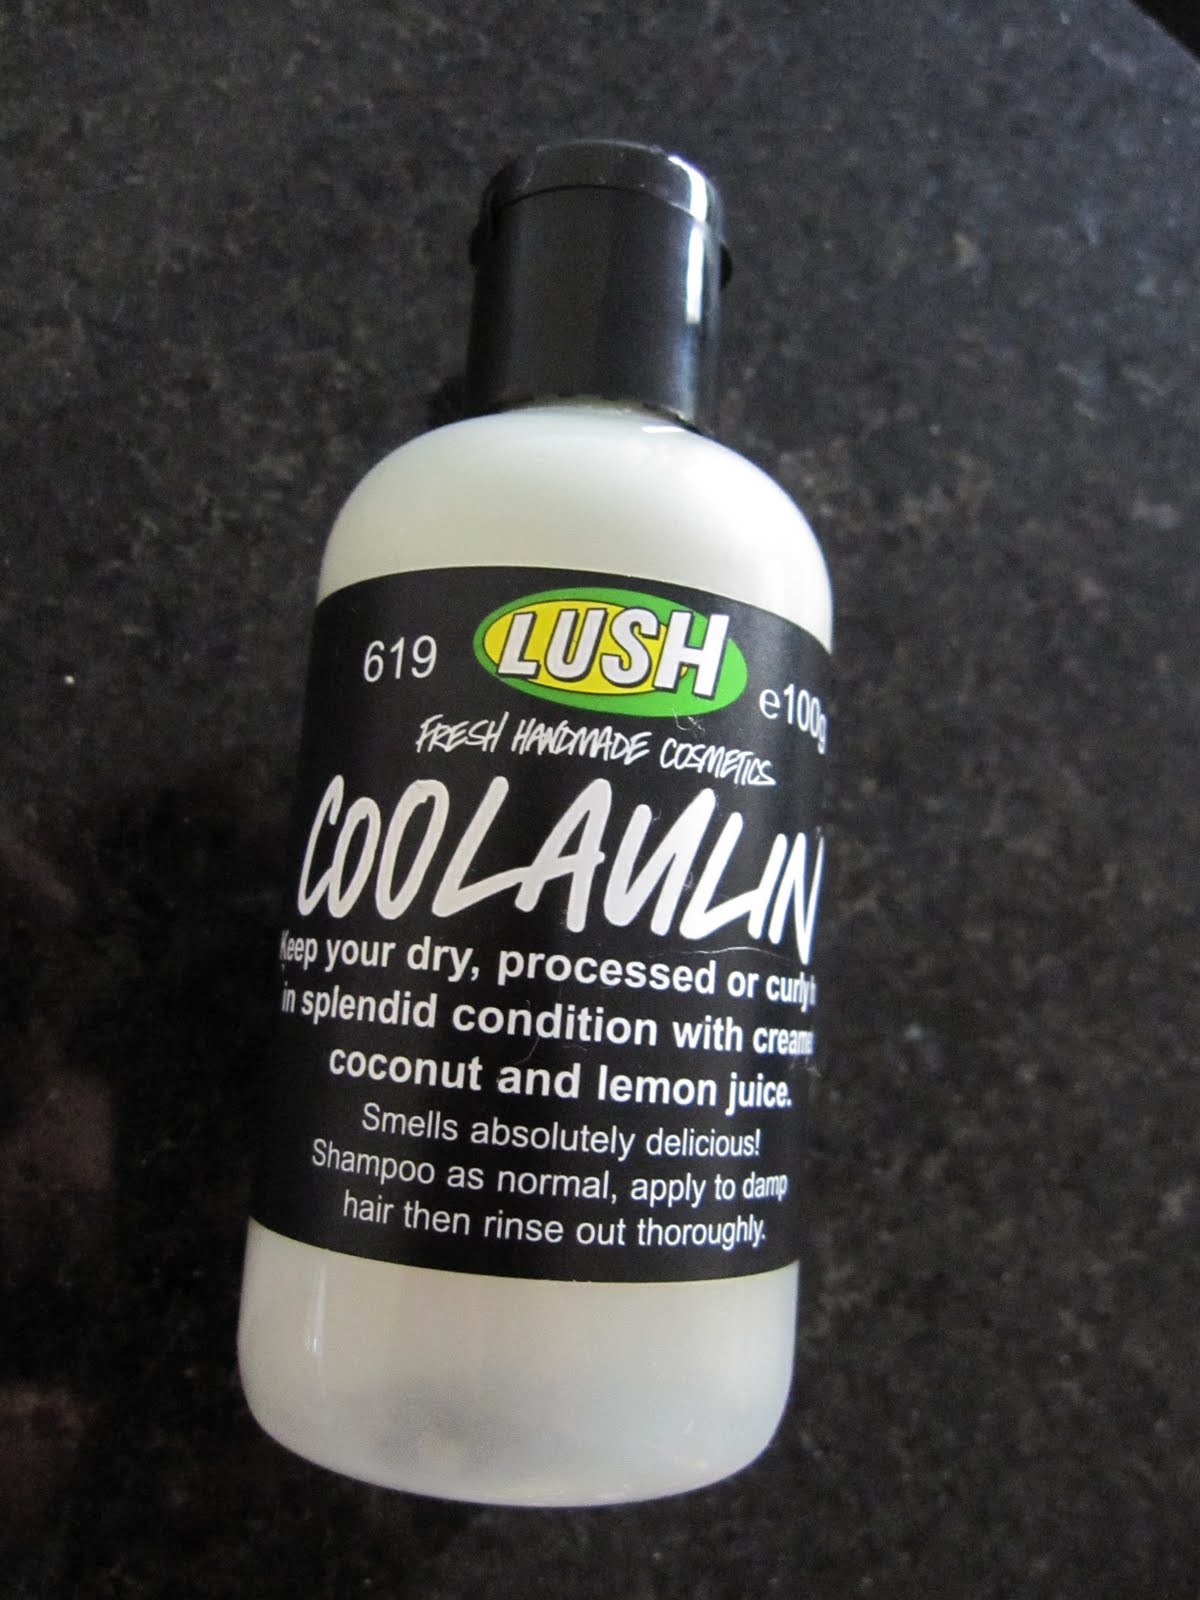 619
LUSH
e100g
FRESH HANDMADE COSMETICS
COOLAULIN
Keep your dry, processed or curly
in splendid condition with
coconut and lemon juice.
Smells absolutely delicious!
Shampoo as normal, apply to damp
hair then rinse out thoroughly.